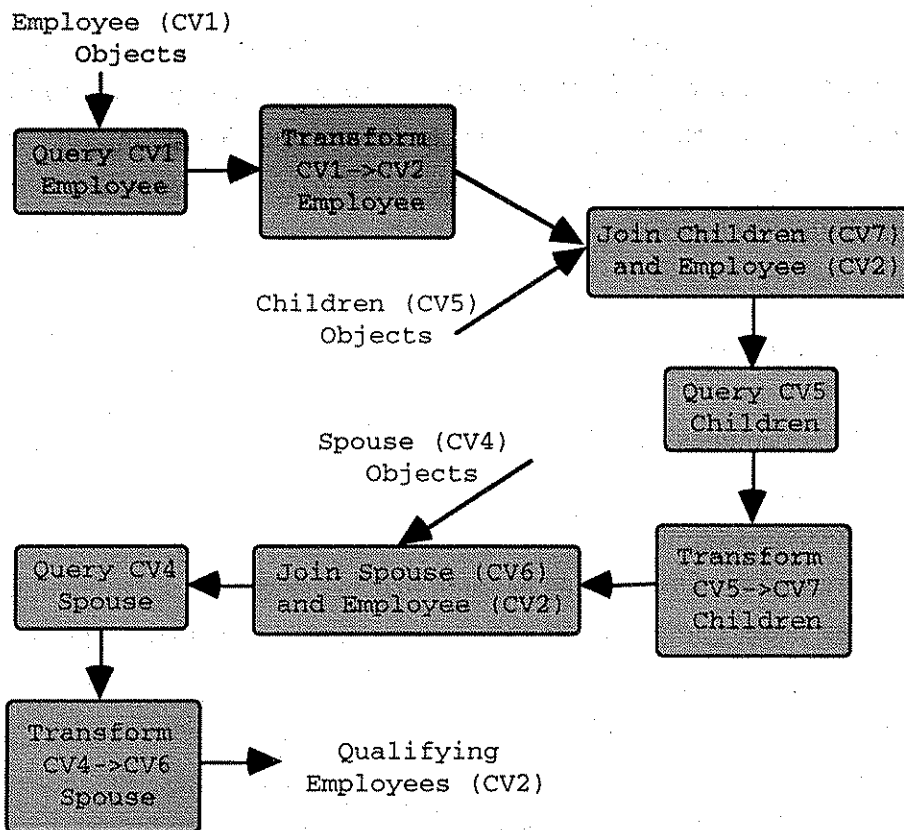 Employee (CV1)
Objects
Query CV1
Employee
Transform
CV1->CV2
Employee
Join Children (CV7)
and Employee (CV2)
Children (CV5)
Objects
Query CV5
Children
Spouse (CV4)
Objects
Transform
CV5->CV7
Children
Join Spouse (CV6)
and Employee (CV2)
Query CV4
Spouse
Transform
CV4->CV6
Spouse
Qualifying
Employees (CV2)